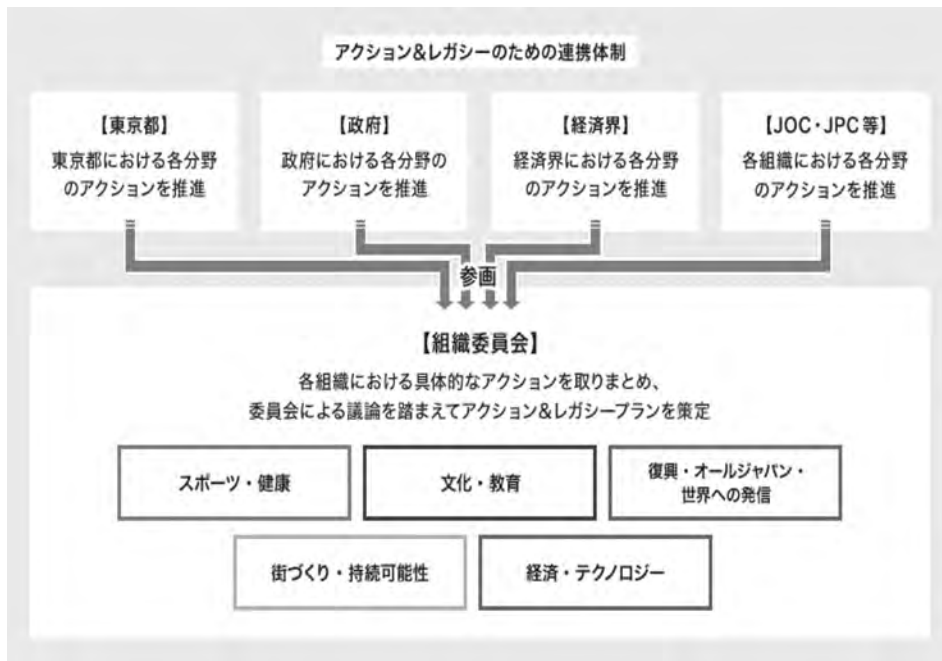 アクション&レガシーのための連携体制
【東京都】
東京都における各分野
のアクションを推進
【政府】
政府における各分野の
アクションを推進
【経済界】
経済界における各分野
のアクションを推進
【JOC・JPC等】
各組織における各分野
のアクションを推進
参画
【組織委員会】
各組織における具体的なアクションを取りまとめ、
委員会による議論を踏まえてアクション&レガシープランを策定
スポーツ・健康
文化・教育
復興・オールジャパン・
世界への発信
街づくり・持続可能性
経済・テクノロジー